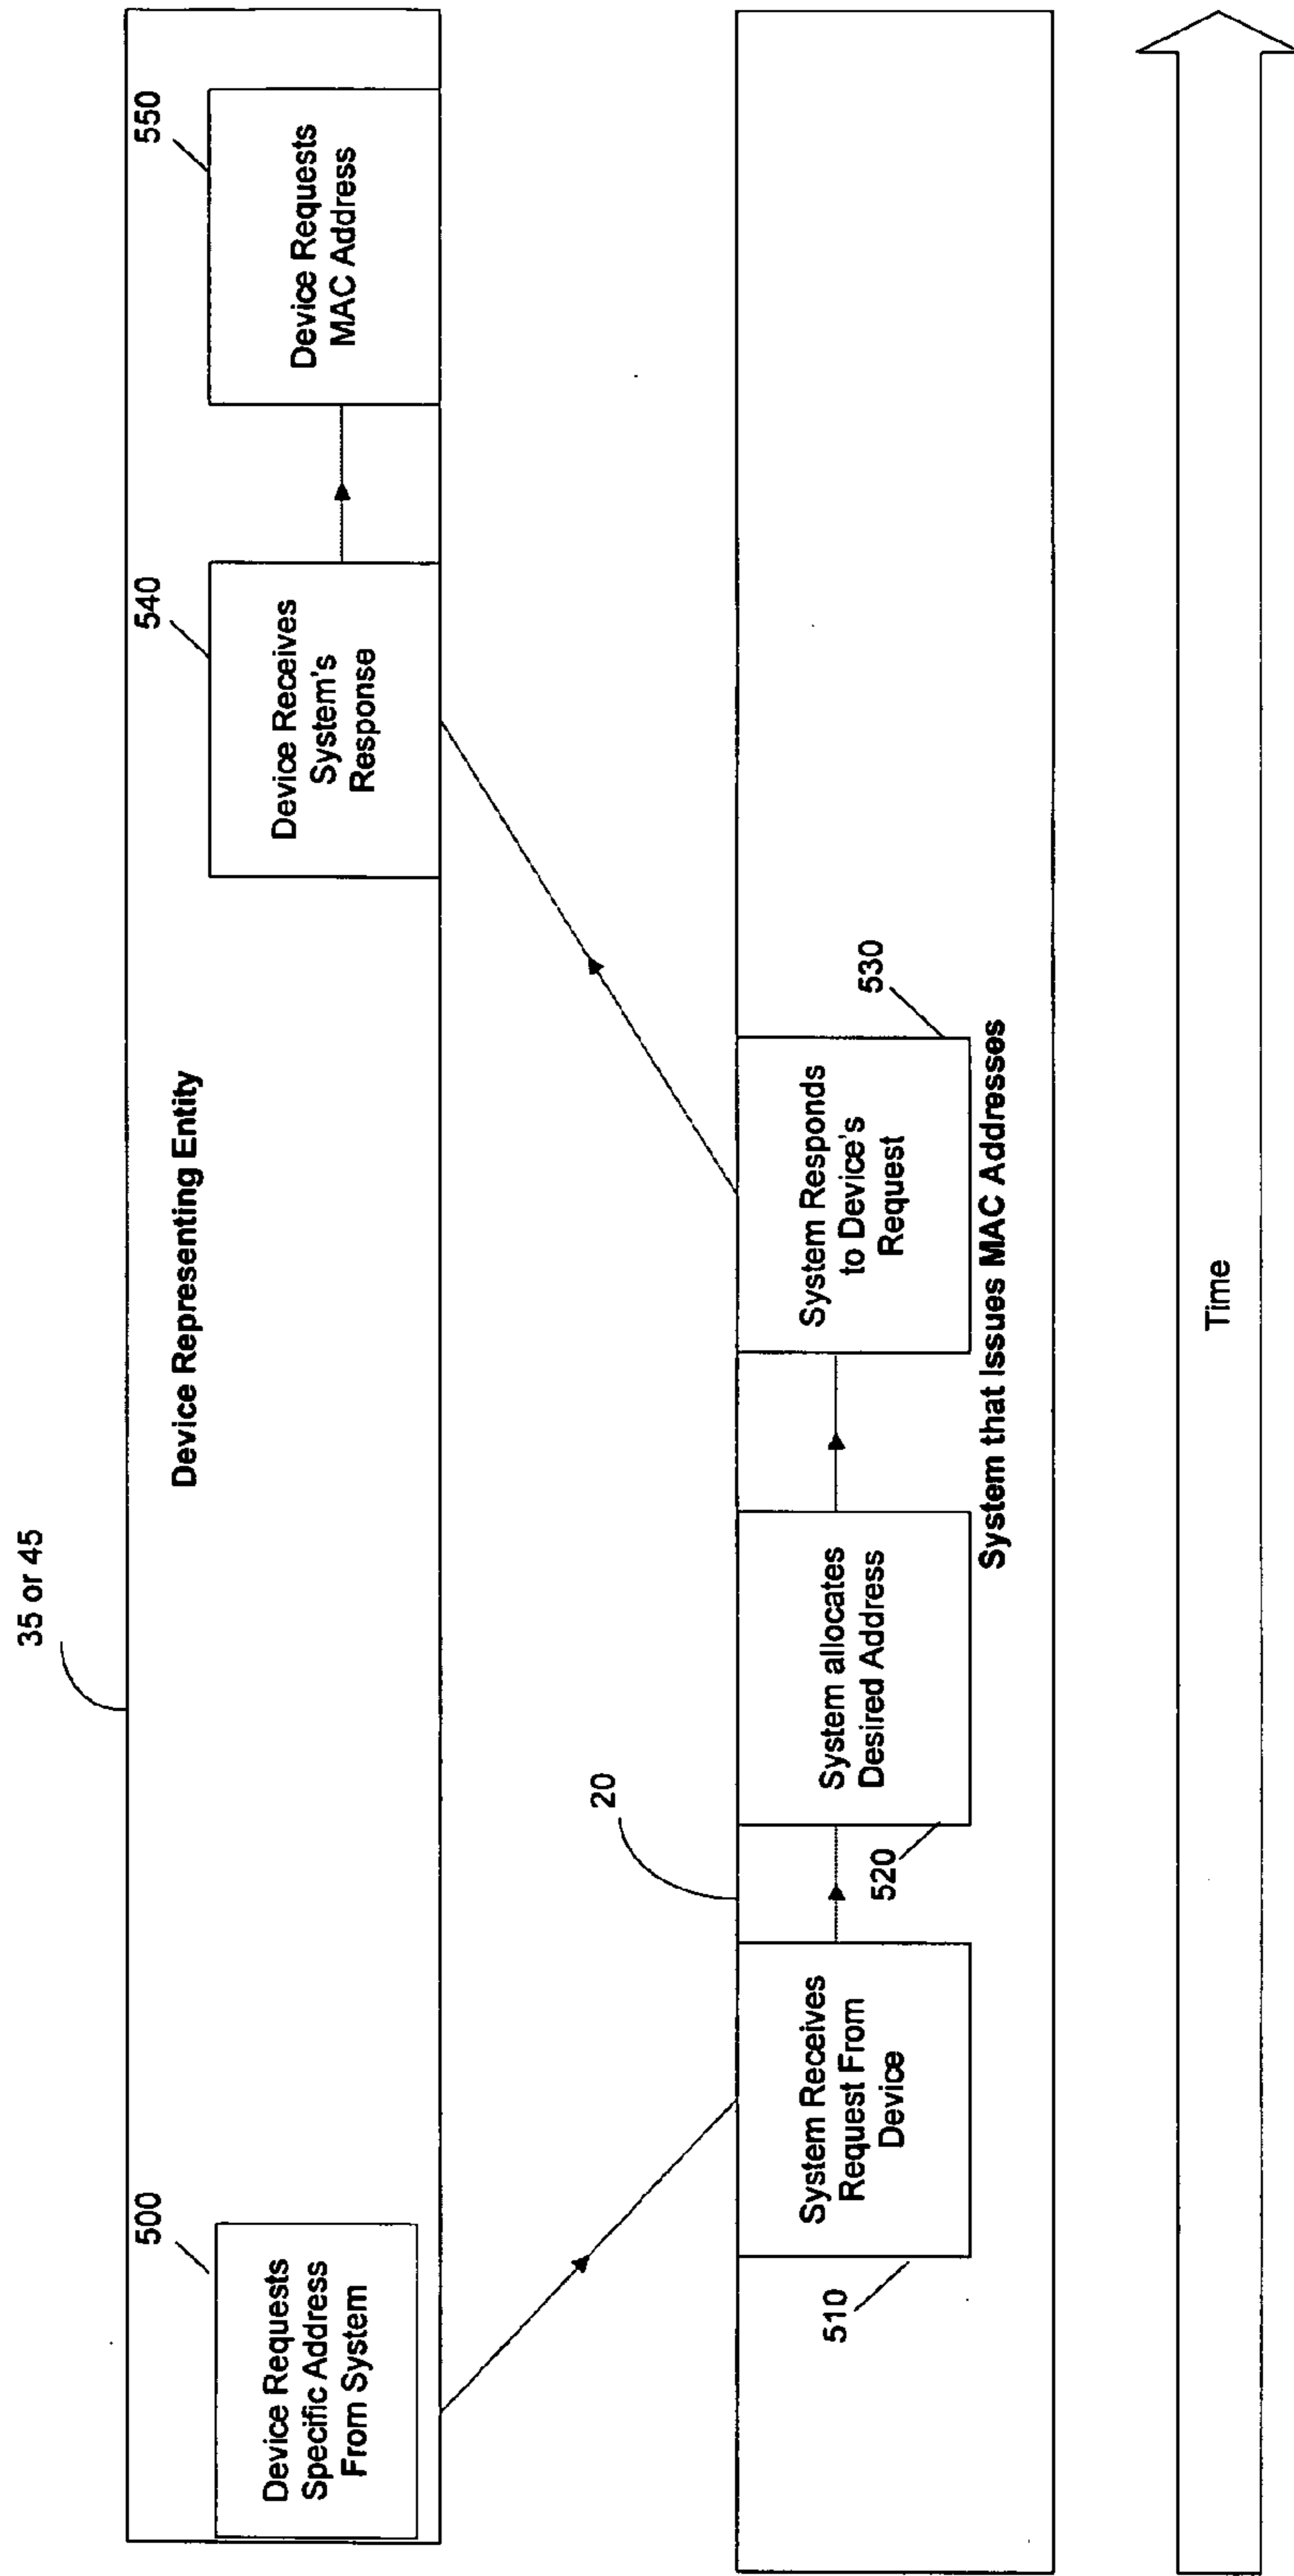 35 or 45
Device Representing Entity
500
Device Requests
Specific Address
From System
540
Device Receives
System's
Response
550
Device Requests
MAC Address
20
510
System Receives
Request From
Device
520
System allocates
Desired Address
530
System Responds
to Device's
Request
System that Issues MAC Addresses
Time